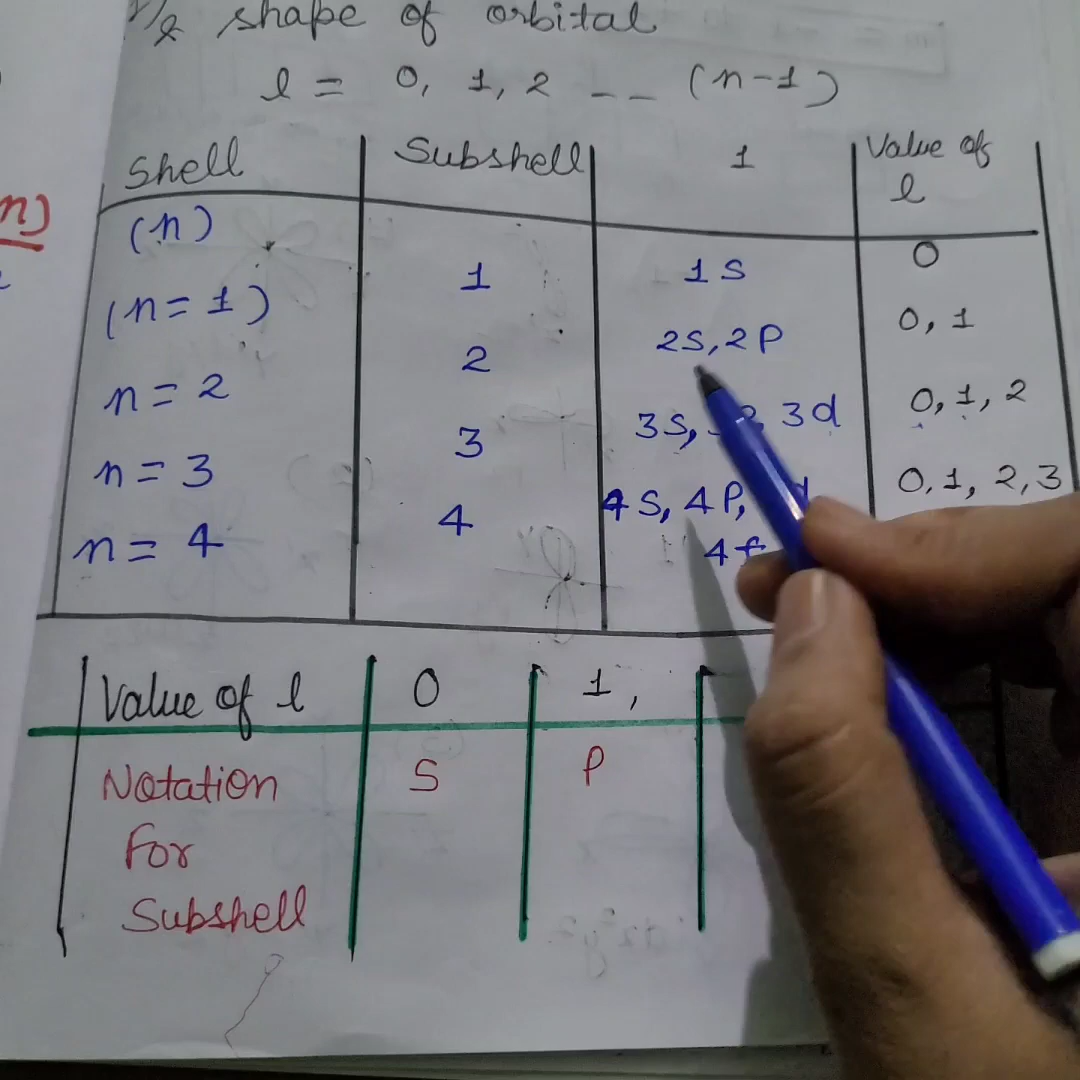 & shape of orbital
l = 0, 1, 2 -- (n-1)
Shell Subshell 1 Value of l
(n)
(n = 1) 1 1s 0
n = 2 2 2s, 2p 0, 1
n = 3 3 3s, 3d 0, 1, 2
n = 4 4 4s, 4p, 0, 1, 2, 3
4f
n)
Value of l 0 1,
Notation S P
For
Subshell